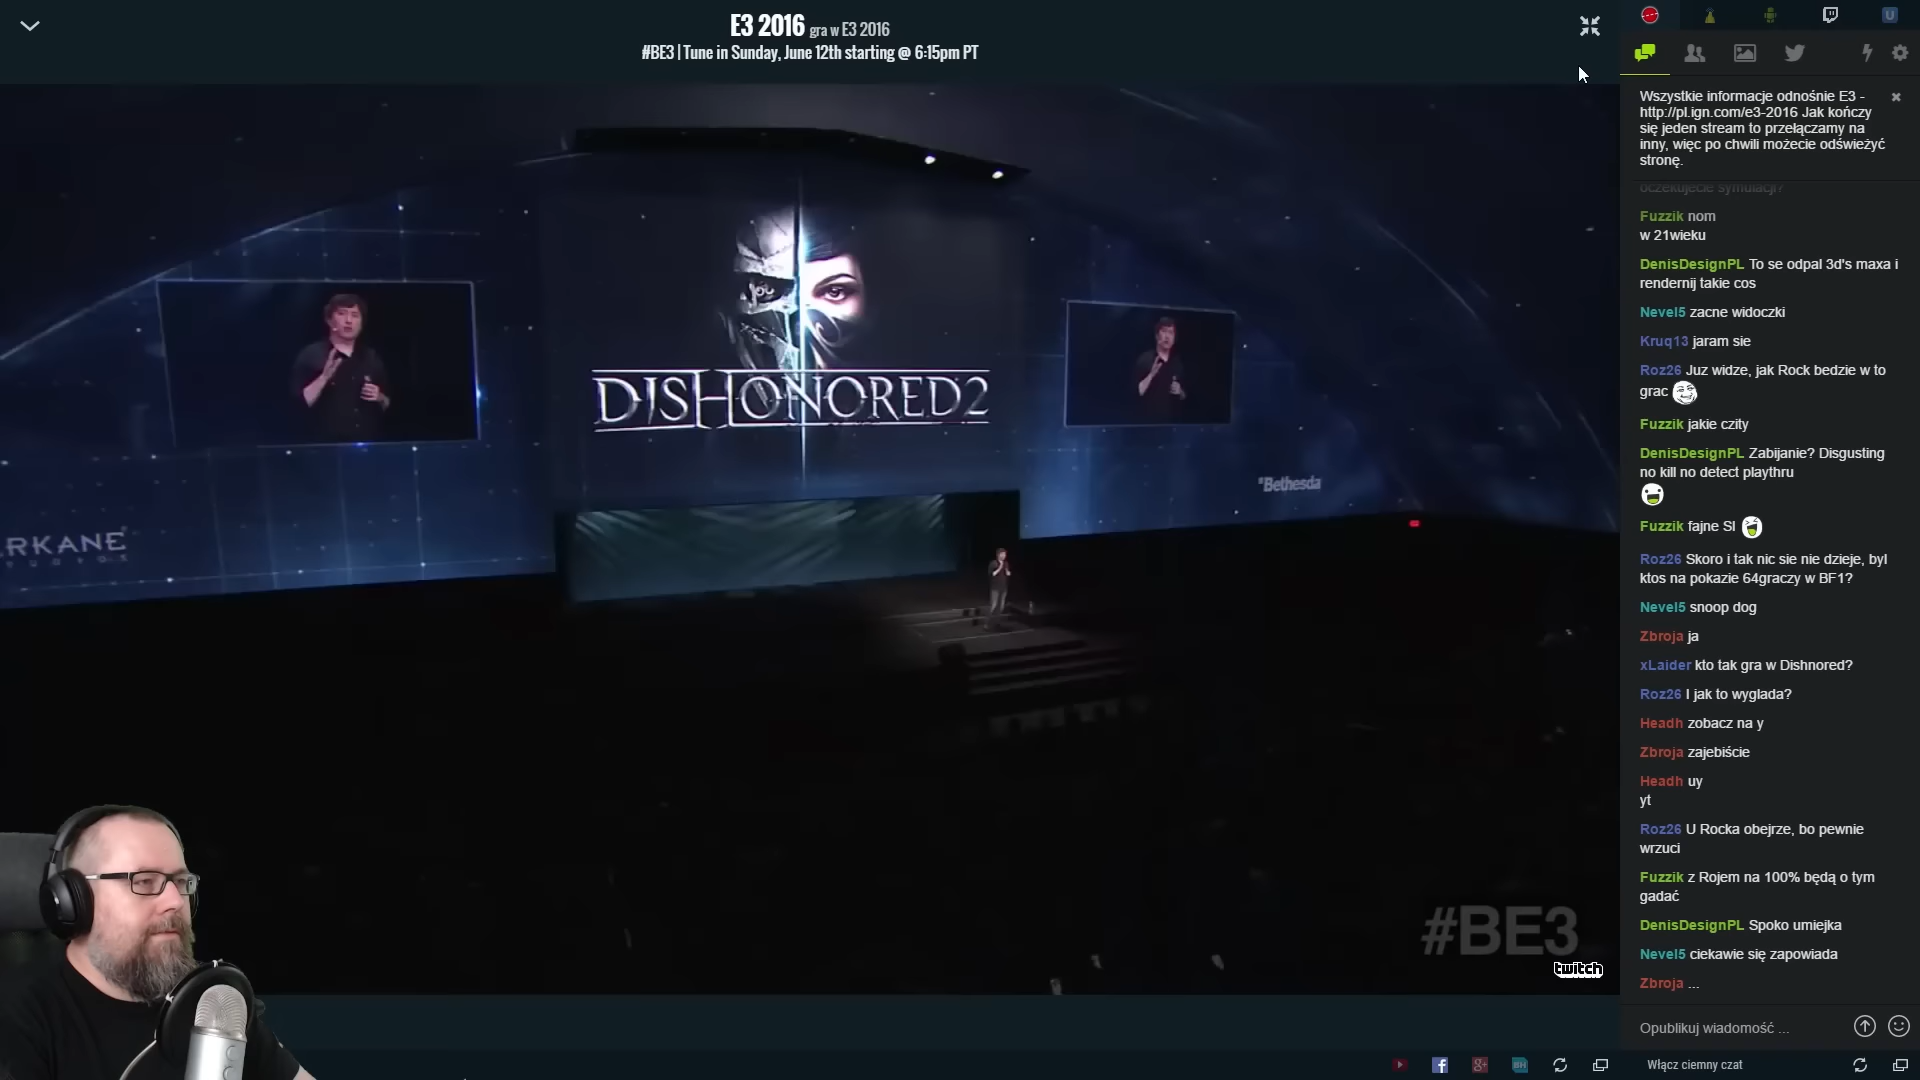 E3 2016 gra w E3 2016
#BE3 | Tune in Sunday, June 12th starting @ 6:15pm PT
DISHONORED2
Bethesda
RKANE
#BE3
twitch
Wszystkie informacje odnośnie E3 -
http://pl.ign.com/e3-2016 Jak kończy
się jeden stream to przełączamy na
inny, więc po chwili możecie odświeżyć
stronę.
oczekujecie symulacji?
Fuzzik nom
w 21wieku
DenisDesignPL To se odpal 3d's maxa i
rendernij takie cos
Nevel5 zacne widoczki
Kruq13 jaram sie
Roz26 Juz widze, jak Rock bedzie w to
grac
Fuzzik jakie czity
DenisDesignPL Zabijanie? Disgusting
no kill no detect playthru
Fuzzik fajne SI
Roz26 Skoro i tak nic sie nie dzieje, byl
ktos na pokazie 64graczy w BF1?
Nevel5 snoop dog
Zbroja ja
xLaider kto tak gra w Dishnored?
Roz26 I jak to wyglada?
Headh zobacz na y
Zbroja zajebiście
Headh uy
yt
Roz26 U Rocka obejrze, bo pewnie
wrzuci
Fuzzik z Rojem na 100% będą o tym
gadać
DenisDesignPL Spoko umiejka
Nevel5 ciekawie się zapowiada
Zbroja ...
Opublikuj wiadomość ...
Włącz ciemny czat